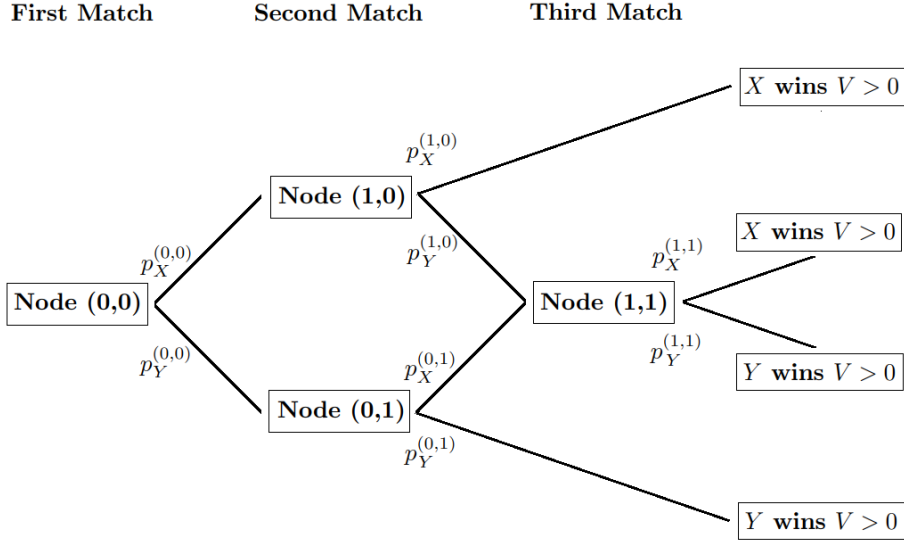 First Match
Second Match
Third Match
X wins V > 0
p_X^{(1,0)}
Node (1,0)
p_Y^{(1,0)}
X wins V > 0
p_X^{(0,0)}
p_X^{(1,1)}
Node (0,0)
Node (1,1)
p_Y^{(0,0)}
p_X^{(0,1)}
p_Y^{(1,1)}
Y wins V > 0
Node (0,1)
p_Y^{(0,1)}
Y wins V > 0